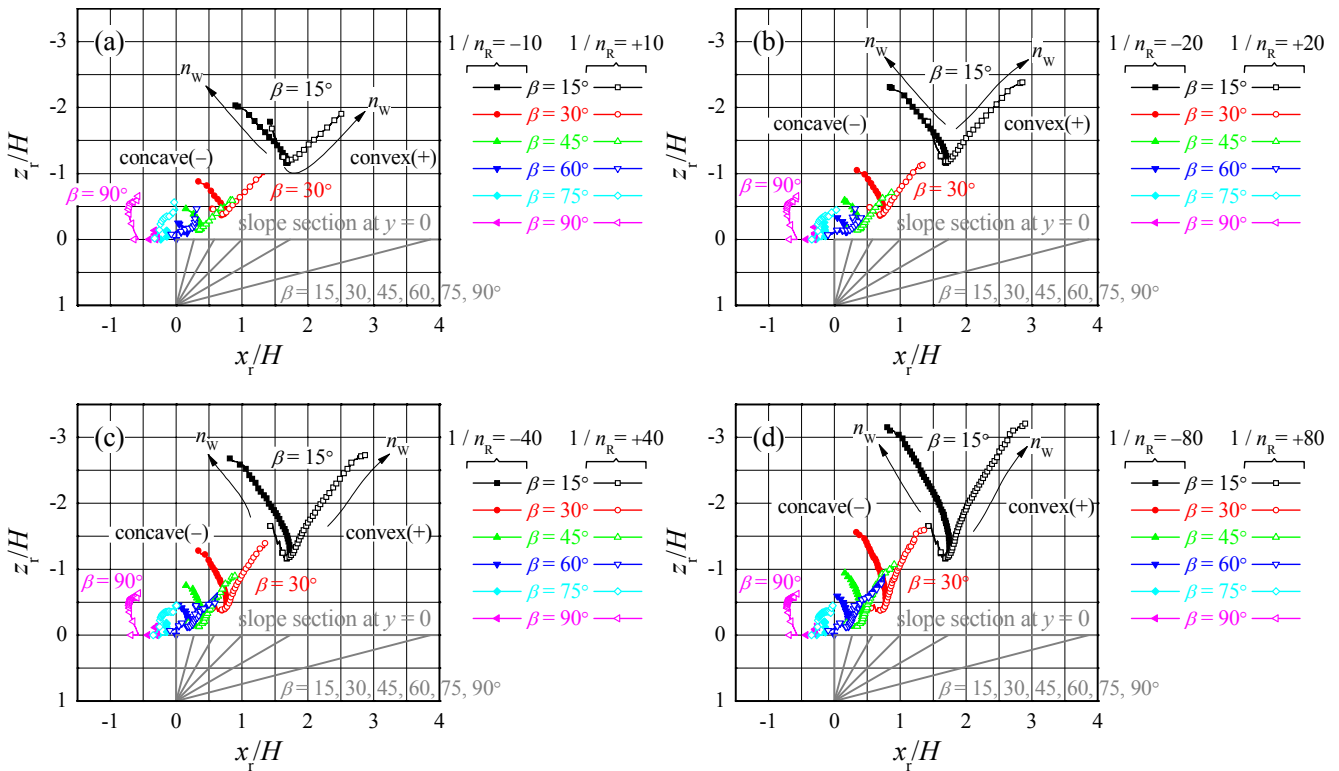 (a)
-3
-2
-1
0
1
z_r/H
n_W
β = 15°
n_W
concave(–)
convex(+)
β = 90°
β = 30°
slope section at y = 0
β = 15, 30, 45, 60, 75, 90°
-1 0 1 2 3 4
x_r/H
1 / n_R = –10 1 / n_R = +10
β = 15°
β = 30°
β = 45°
β = 60°
β = 75°
β = 90°
(b)
-3
-2
-1
0
1
z_r/H
n_W
β = 15°
n_W
concave(–)
convex(+)
β = 90°
β = 30°
slope section at y = 0
β = 15, 30, 45, 60, 75, 90°
-1 0 1 2 3 4
x_r/H
1 / n_R = –20 1 / n_R = +20
β = 15°
β = 30°
β = 45°
β = 60°
β = 75°
β = 90°
(c)
-3
-2
-1
0
1
z_r/H
n_W
β = 15°
n_W
concave(–)
convex(+)
β = 90°
β = 30°
slope section at y = 0
β = 15, 30, 45, 60, 75, 90°
-1 0 1 2 3 4
x_r/H
1 / n_R = –40 1 / n_R = +40
β = 15°
β = 30°
β = 45°
β = 60°
β = 75°
β = 90°
(d)
-3
-2
-1
0
1
z_r/H
n_W
β = 15°
n_W
concave(–)
convex(+)
β = 90°
β = 30°
slope section at y = 0
β = 15, 30, 45, 60, 75, 90°
-1 0 1 2 3 4
x_r/H
1 / n_R = –80 1 / n_R = +80
β = 15°
β = 30°
β = 45°
β = 60°
β = 75°
β = 90°